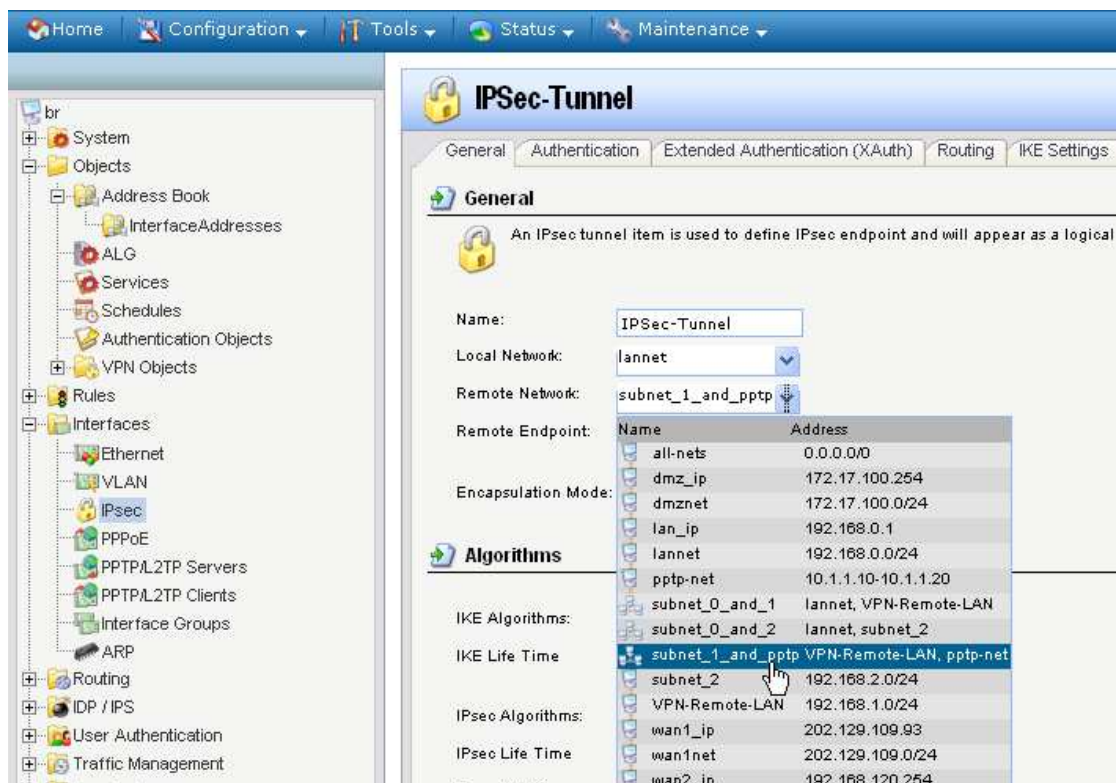 Home Configuration Tools Status Maintenance
br
System
Objects
Address Book
InterfaceAddresses
ALG
Services
Schedules
Authentication Objects
VPN Objects
Rules
Interfaces
Ethernet
VLAN
IPsec
PPPoE
PPTP/L2TP Servers
PPTP/L2TP Clients
Interface Groups
ARP
Routing
IDP / IPS
User Authentication
Traffic Management
IPSec-Tunnel
General Authentication Extended Authentication (XAuth) Routing IKE Settings
General
An IPsec tunnel item is used to define IPsec endpoint and will appear as a logical
Name: IPSec-Tunnel
Local Network: lannet
Remote Network: subnet_1_and_pptp
Remote Endpoint:
Encapsulation Mode:
Algorithms
IKE Algorithms:
IKE Life Time
IPsec Algorithms:
IPsec Life Time
Name Address
all-nets 0.0.0.0/0
dmz_ip 172.17.100.254
dmznet 172.17.100.0/24
lan_ip 192.168.0.1
lannet 192.168.0.0/24
pptp-net 10.1.1.10-10.1.1.20
subnet_0_and_1 lannet, VPN-Remote-LAN
subnet_0_and_2 lannet, subnet_2
subnet_1_and_pptp VPN-Remote-LAN, pptp-net
subnet_2 192.168.2.0/24
VPN-Remote-LAN 192.168.1.0/24
wan1_ip 202.129.109.93
wan1net 202.129.109.0/24
wan2_ip 192.168.120.254